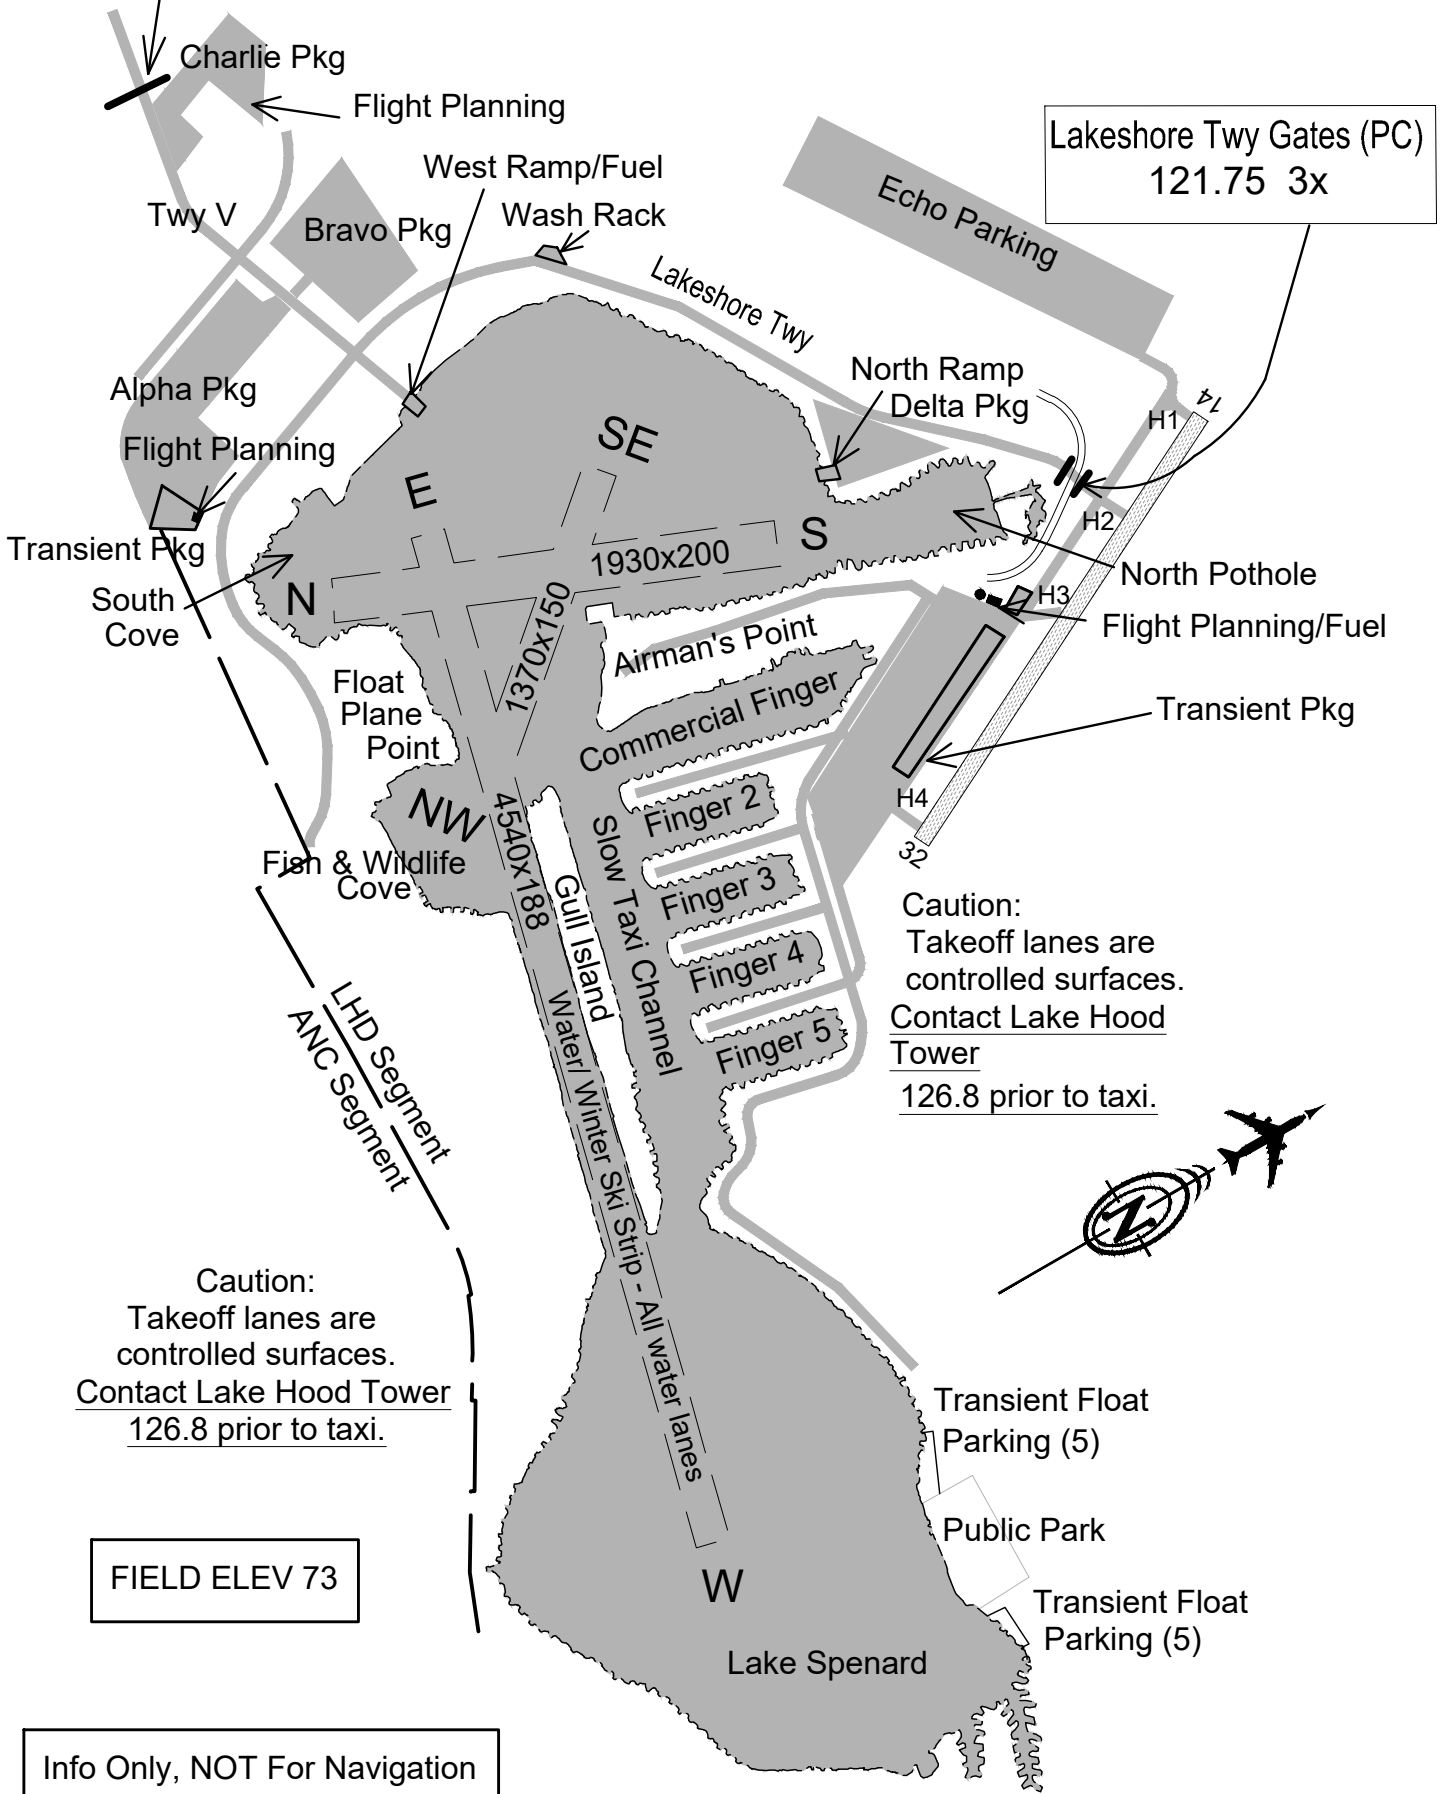 Charlie Pkg
Flight Planning
Lakeshore Twy Gates (PC)
121.75 3x
West Ramp/Fuel
Wash Rack
Twy V
Bravo Pkg
Echo Parking
Lakeshore Twy
North Ramp
Delta Pkg
Alpha Pkg
Flight Planning
Transient Pkg
South
Cove
14
H1
H2
H3
H4
32
SE
E
S
N
1930x200
1370x150
North Pothole
Flight Planning/Fuel
Transient Pkg
Airman's Point
Commercial Finger
Float
Plane
Point
NW
Fish & Wildlife
Cove
4540x188
Gull Island
Slow Taxi Channel
Finger 2
Finger 3
Finger 4
Finger 5
Water/ Winter Ski Strip - All water lanes
LHD Segment
ANC Segment
Caution:
Takeoff lanes are
controlled surfaces.
Contact Lake Hood
Tower
126.8 prior to taxi.
N
Caution:
Takeoff lanes are
controlled surfaces.
Contact Lake Hood Tower
126.8 prior to taxi.
Transient Float
Parking (5)
Public Park
Transient Float
Parking (5)
FIELD ELEV 73
W
Lake Spenard
Info Only, NOT For Navigation